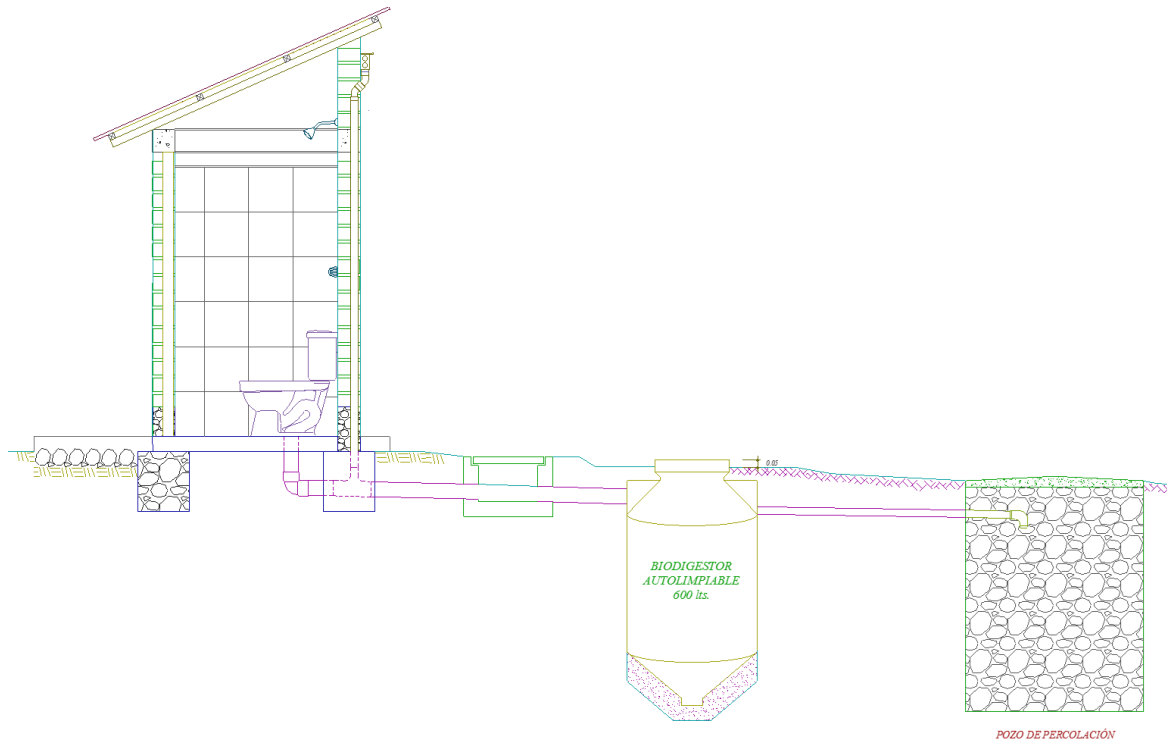 0.05
BIODIGESTOR
AUTOLIMPIABLE
600 lts.
POZO DE PERCOLACIÓN